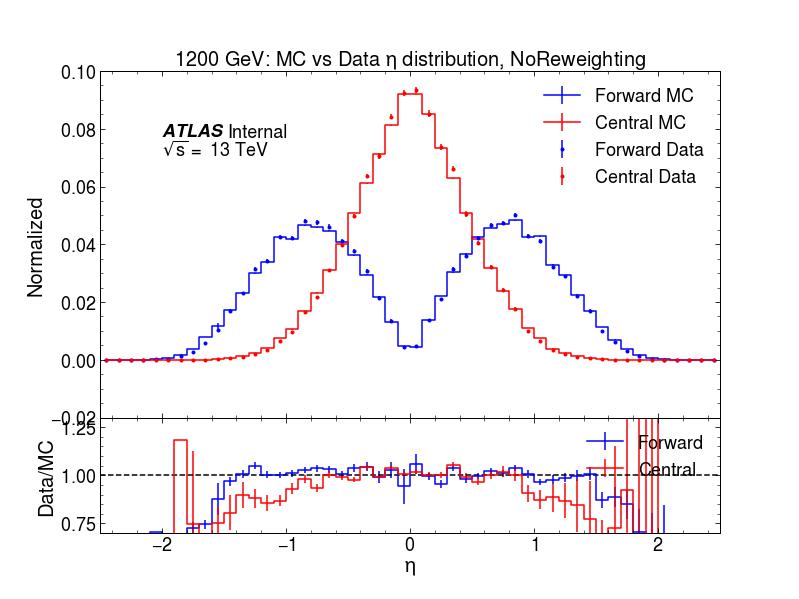 1200 GeV: MC vs Data η distribution, NoReweighting
0.10
0.08
0.06
0.04
0.02
0.00
−0.02
Normalized
ATLAS Internal
√s = 13 TeV
Forward MC
Central MC
Forward Data
Central Data
1.25
1.00
0.75
Data/MC
Forward
Central
−2 −1 0 1 2
η